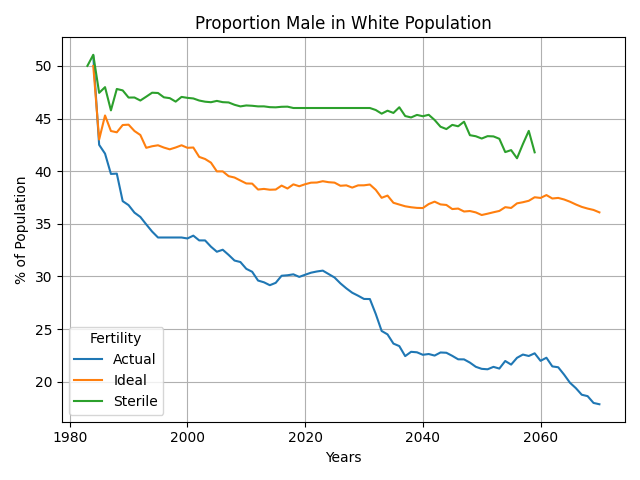 Proportion Male in White Population
% of Population
50
45
40
35
30
25
20
Fertility
Actual
Ideal
Sterile
1980
2000
2020
2040
2060
Years